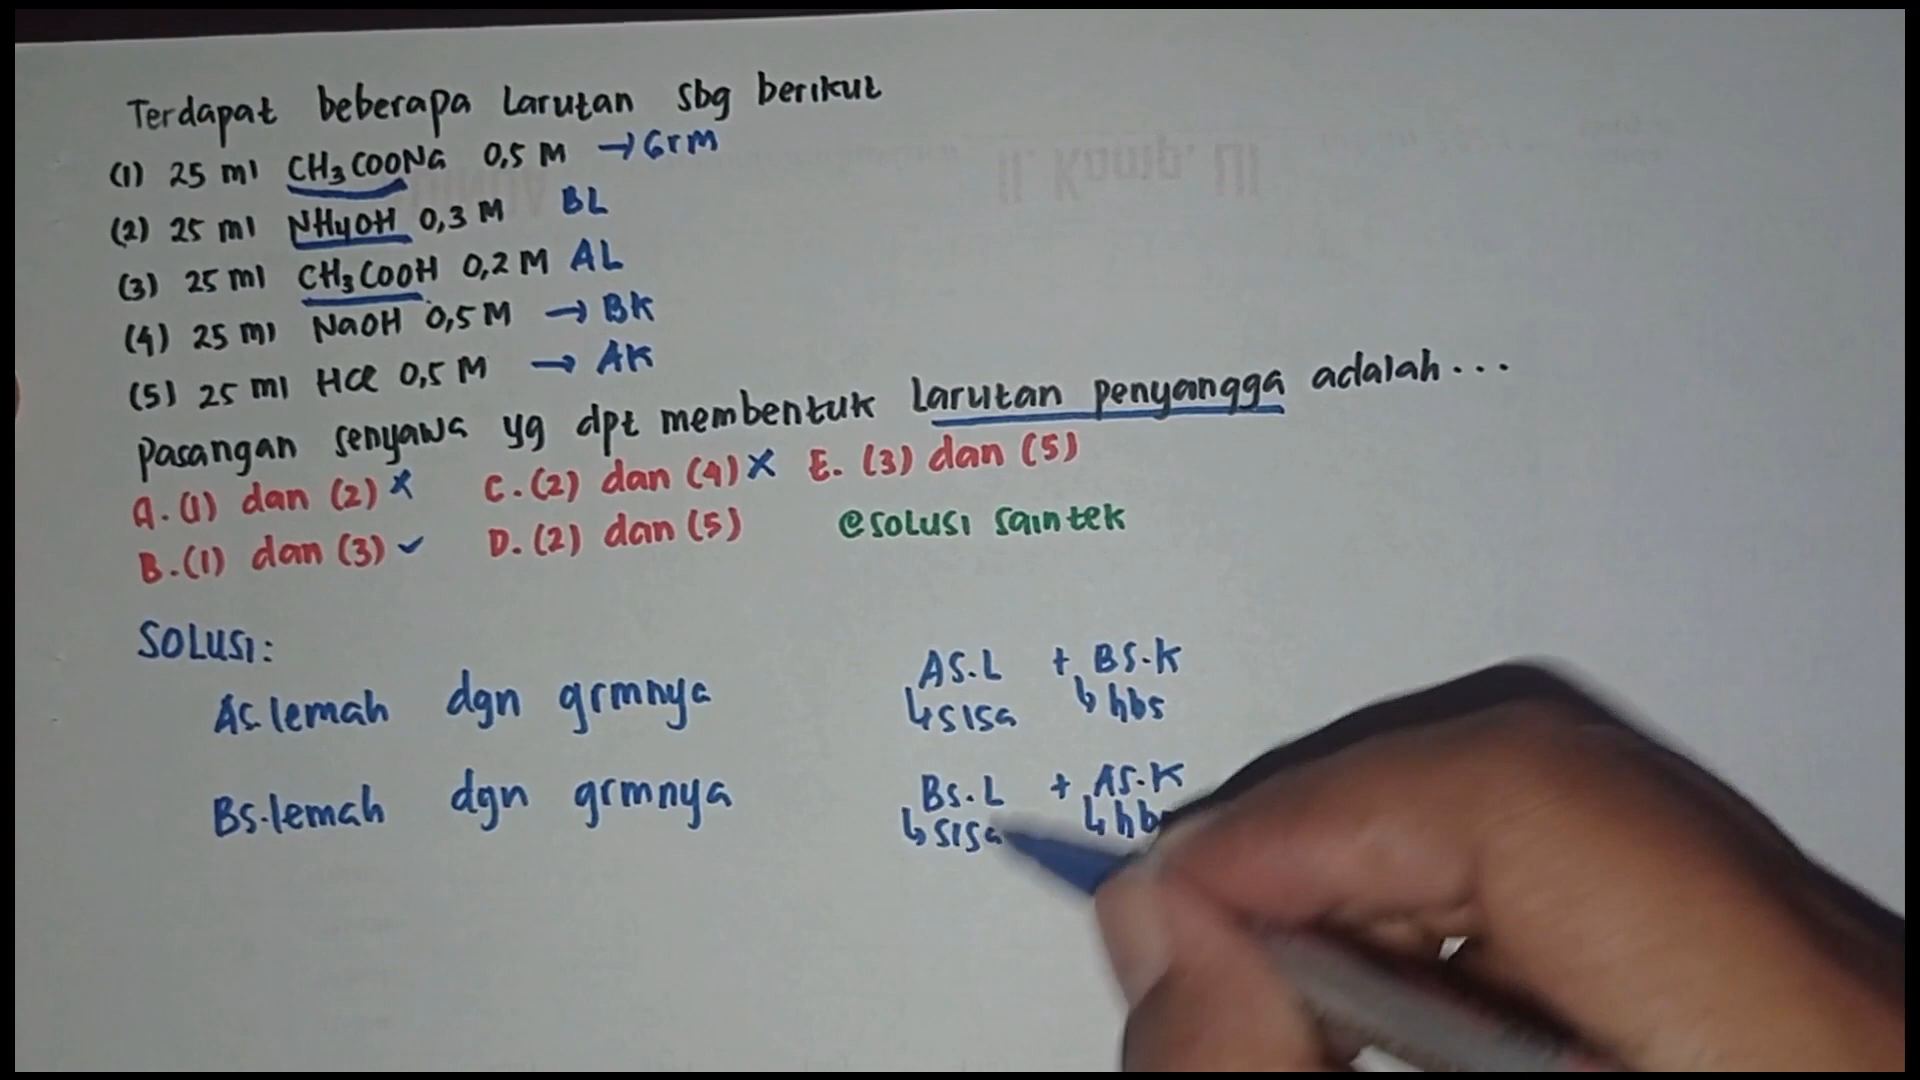 Terdapat beberapa Larutan sbg berikut
(1) 25 ml CH₃COONa 0,5 M → Grm
(2) 25 ml NH₄OH 0,3 M BL
(3) 25 ml CH₃COOH 0,2 M AL
(4) 25 ml NaOH 0,5 M → BK
(5) 25 ml HCl 0,5 M → AK
Pasangan senyawa yg dpt membentuk larutan penyangga adalah...
A. (1) dan (2) x C. (2) dan (4) x E. (3) dan (5)
B. (1) dan (3) ✓ D. (2) dan (5) @solusi saintek
SOLUSI:
As.lemah dgn grmnya AS.L + BS.K
↳ sisa ↳ hbs
Bs.lemah dgn grmnya Bs.L + AS.K
↳ sisa